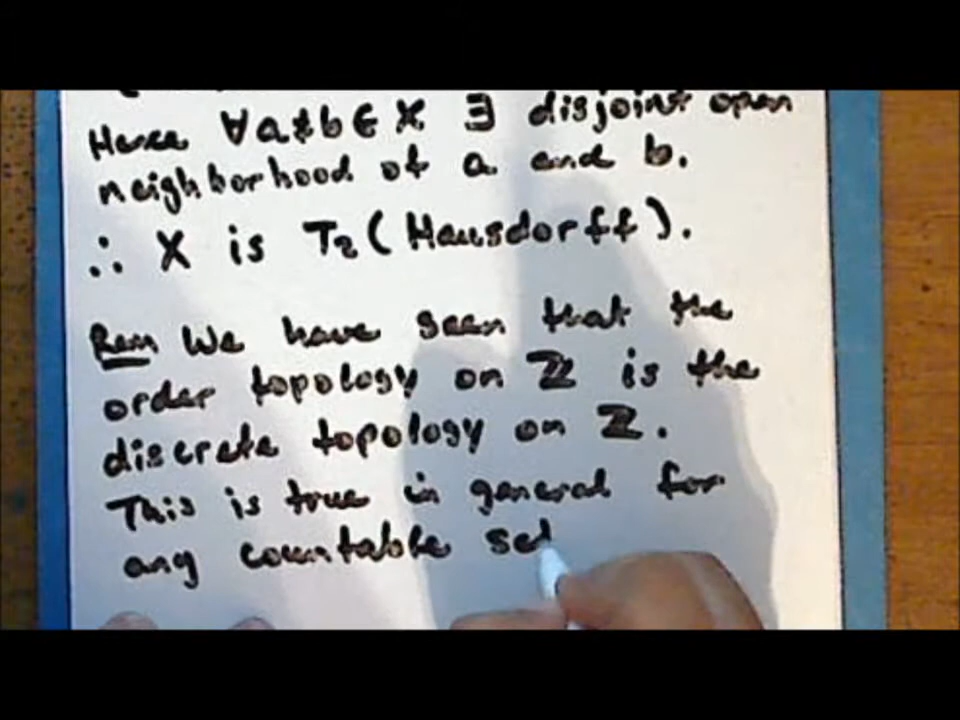 Hence ∀a≠b∈X ∃ disjoint open
neighborhood of a and b.
∴ X is T₂ (Hausdorff).
Rem We have seen that the
order topology on ℤ is the
discrete topology on ℤ.
This is true in general for
any countable set